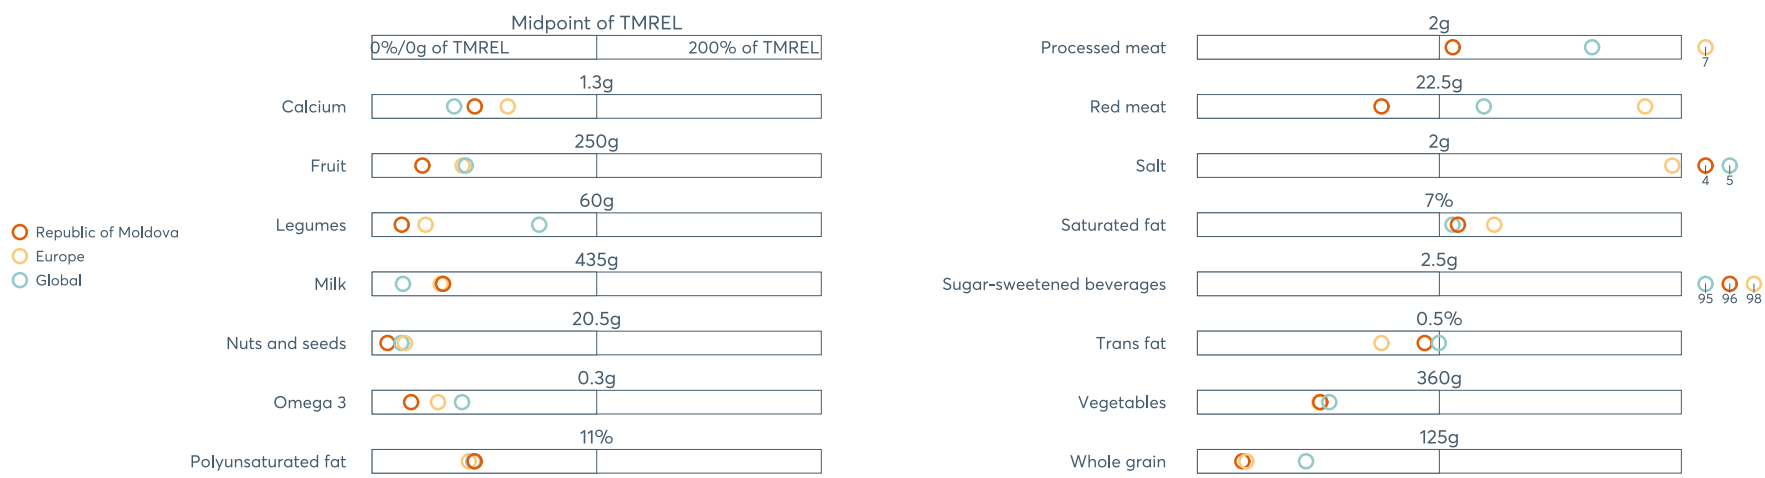 Midpoint of TMREL
0%/0g of TMREL
200% of TMREL
1.3g
Calcium
250g
Fruit
60g
Legumes
435g
Milk
20.5g
Nuts and seeds
0.3g
Omega 3
11%
Polyunsaturated fat
Republic of Moldova
Europe
Global
2g
Processed meat
7
22.5g
Red meat
2g
Salt
4 5
7%
Saturated fat
2.5g
Sugar-sweetened beverages
95 96 98
0.5%
Trans fat
360g
Vegetables
125g
Whole grain